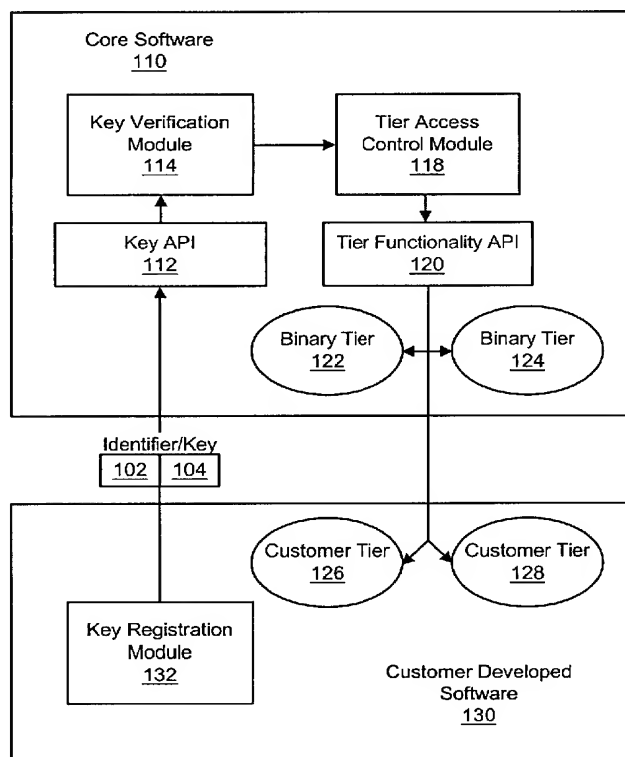 Core Software
110
Key Verification
Module
114
Tier Access
Control Module
118
Key API
112
Tier Functionality API
120
Binary Tier
122
Binary Tier
124
Identifier/Key
102
104
Customer Tier
126
Customer Tier
128
Key Registration
Module
132
Customer Developed
Software
130